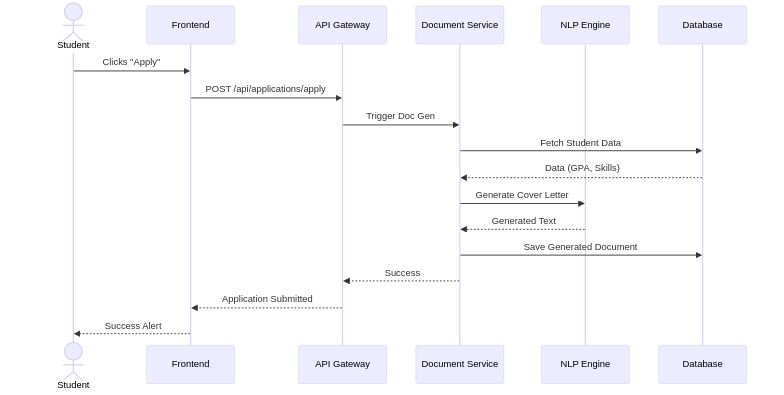 Student
Frontend
API Gateway
Document Service
NLP Engine
Database
Clicks "Apply"
POST /api/applications/apply
Trigger Doc Gen
Fetch Student Data
Data (GPA, Skills)
Generate Cover Letter
Generated Text
Save Generated Document
Success
Application Submitted
Success Alert
Student
Frontend
API Gateway
Document Service
NLP Engine
Database